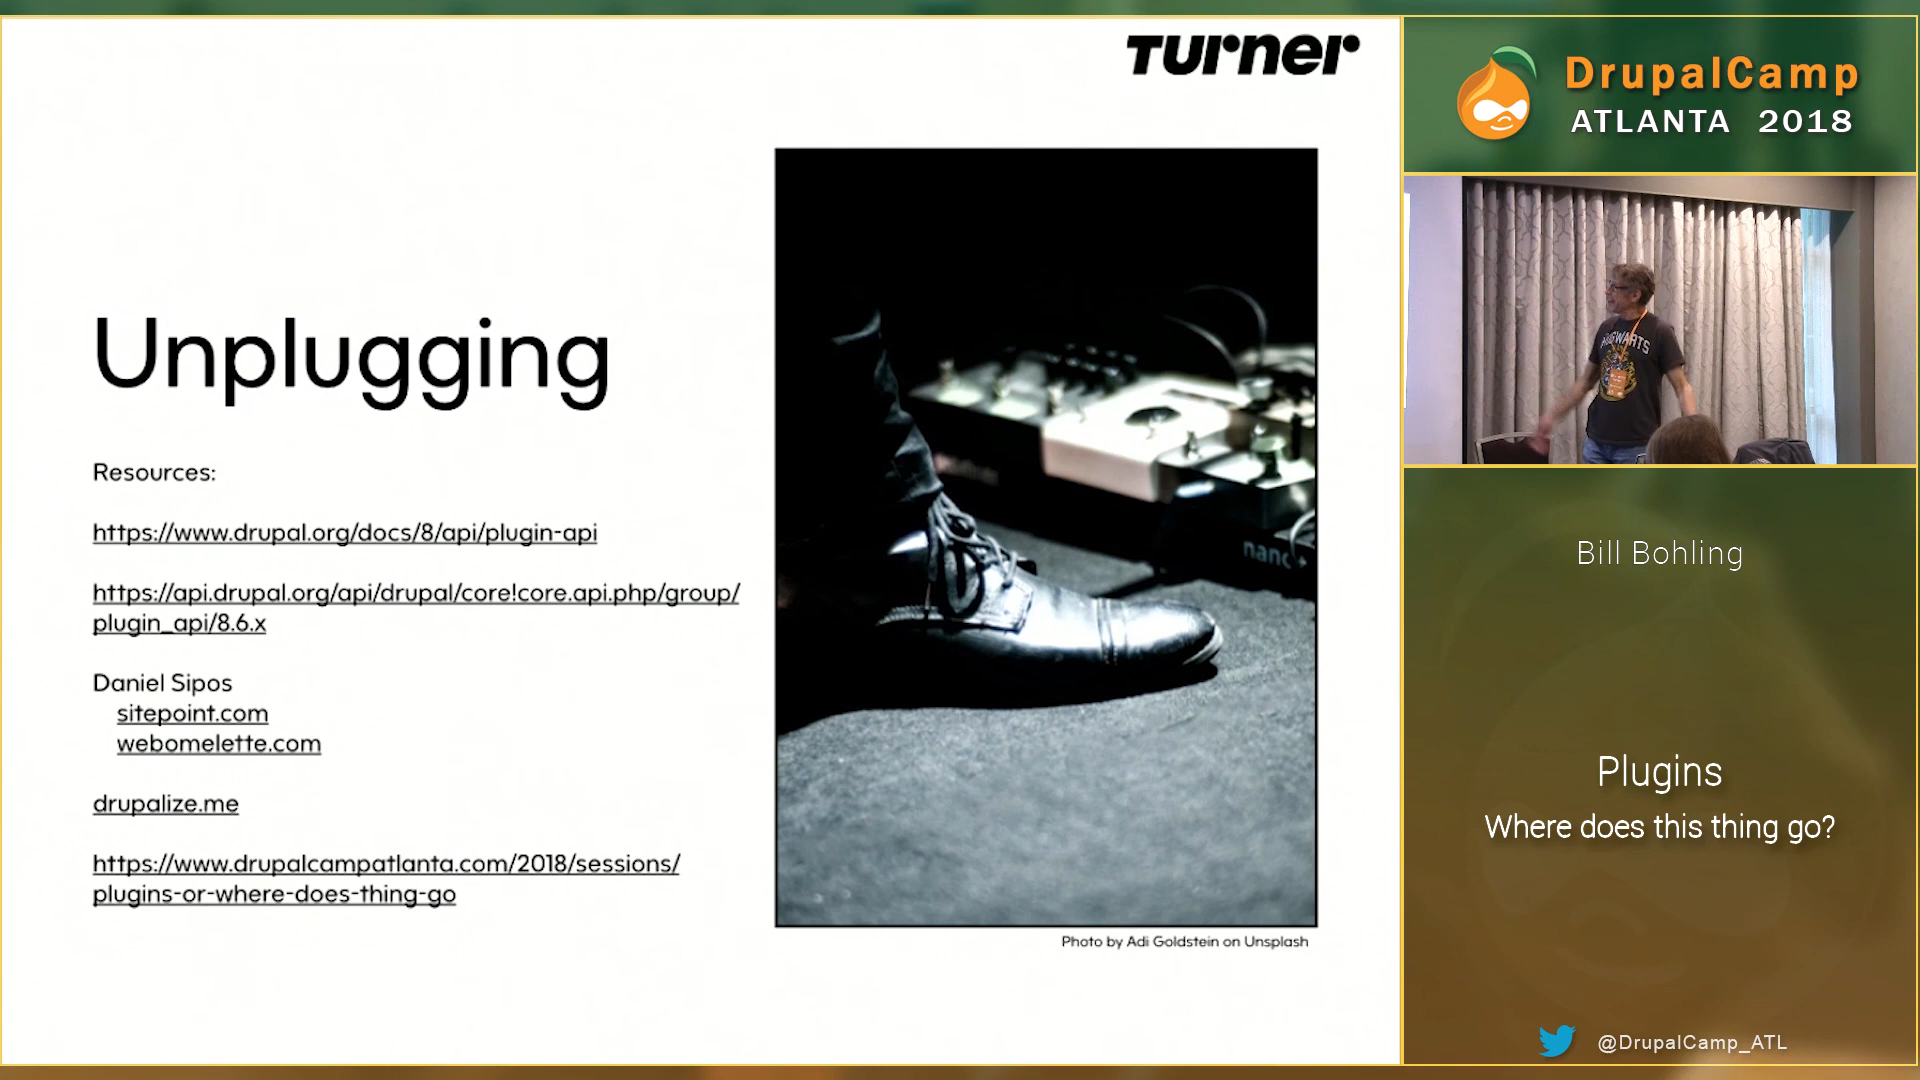 Turner
Unplugging
Resources:
https://www.drupal.org/docs/8/api/plugin-api
https://api.drupal.org/api/drupal/core!core.api.php/group/
plugin_api/8.6.x
Daniel Sipos
sitepoint.com
webomelette.com
drupalize.me
https://www.drupalcampatlanta.com/2018/sessions/
plugins-or-where-does-thing-go
nano+
Photo by Adi Goldstein on Unsplash
DrupalCamp
ATLANTA 2018
HOGWARTS
Bill Bohling
Plugins
Where does this thing go?
@DrupalCamp_ATL